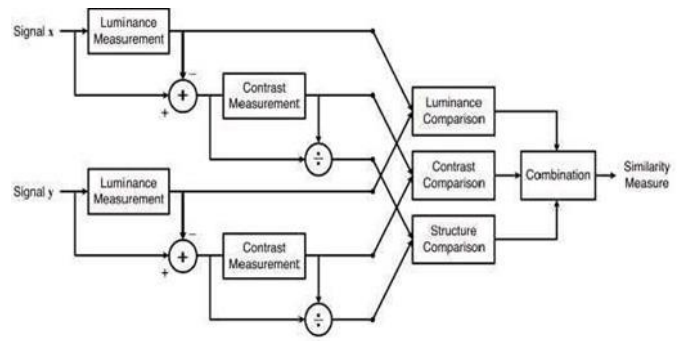 Signal x
Luminance
Measurement
−
+
+
Contrast
Measurement
÷
Luminance
Comparison
Signal y
Luminance
Measurement
−
+
+
Contrast
Measurement
÷
Contrast
Comparison
Structure
Comparison
Combination
Similarity
Measure